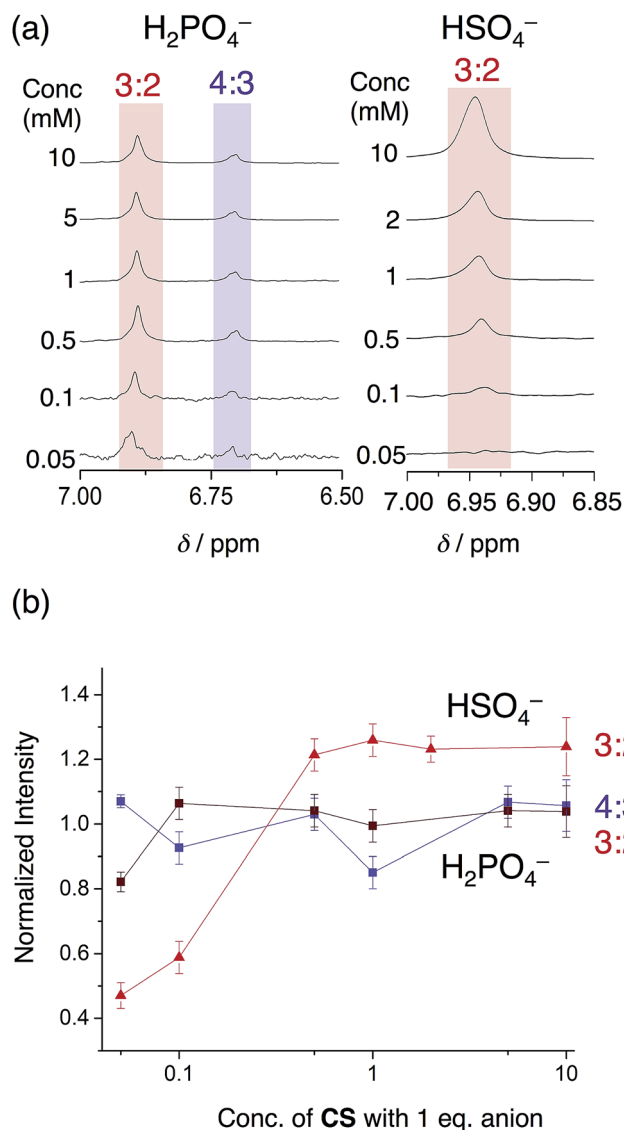 (a)
H₂PO₄⁻
HSO₄⁻
Conc
(mM)
3:2
4:3
Conc
(mM)
3:2
10
5
1
0.5
0.1
0.05
10
2
1
0.5
0.1
0.05
7.00
6.75
6.50
7.00
6.95
6.90
6.85
δ / ppm
δ / ppm
(b)
Normalized Intensity
1.4
1.2
1.0
0.8
0.6
0.4
HSO₄⁻
H₂PO₄⁻
3:
4:
3:
0.1
1
10
Conc. of CS with 1 eq. anion